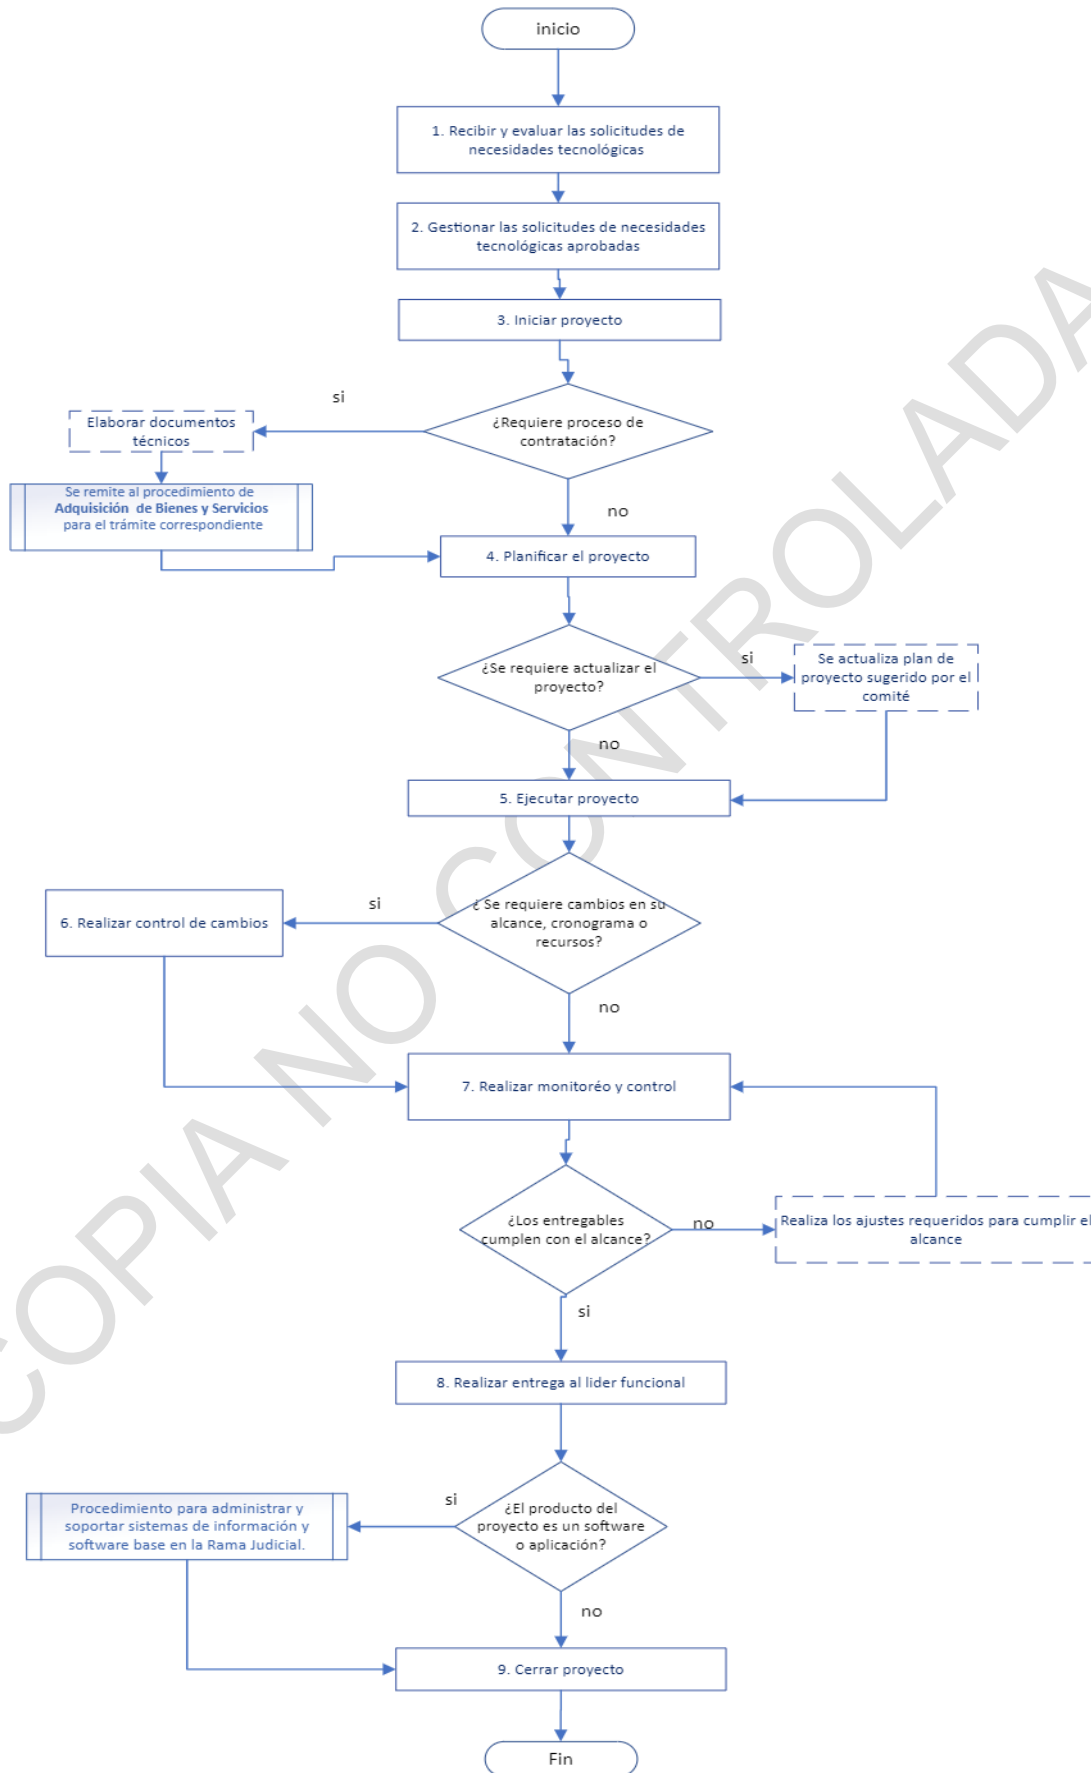 inicio
1. Recibir y evaluar las solicitudes de
necesidades tecnológicas
2. Gestionar las solicitudes de necesidades
tecnológicas aprobadas
3. Iniciar proyecto
si
¿Requiere proceso de
contratación?
Elaborar documentos
técnicos
Se remite al procedimiento de
Adquisición de Bienes y Servicios
para el trámite correspondiente
no
4. Planificar el proyecto
¿Se requiere actualizar el
proyecto?
si
Se actualiza plan de
proyecto sugerido por el
comité
no
5. Ejecutar proyecto
¿ Se requiere cambios en su
alcance, cronograma o
recursos?
si
6. Realizar control de cambios
no
7. Realizar monitoréo y control
¿Los entregables
cumplen con el alcance?
no
Realiza los ajustes requeridos para cumplir el
alcance
si
8. Realizar entrega al lider funcional
¿El producto del
proyecto es un software
o aplicación?
si
Procedimiento para administrar y
soportar sistemas de información y
software base en la Rama Judicial.
no
9. Cerrar proyecto
Fin
COPIA NO CONTROLADA